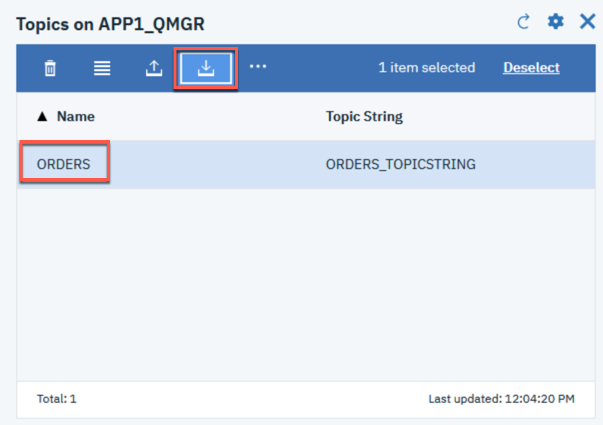 Topics on APP1_QMGR
1 item selected Deselect
▲ Name Topic String
ORDERS ORDERS_TOPICSTRING
Total: 1 Last updated: 12:04:20 PM